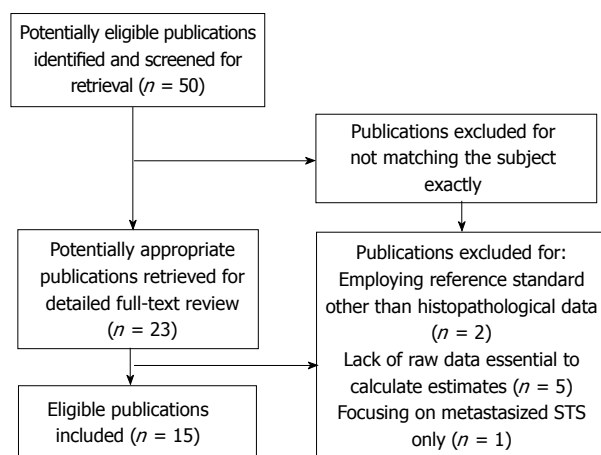 Potentially eligible publications
identified and screened for
retrieval (n = 50)
Publications excluded for
not matching the subject
exactly
Potentially appropriate
publications retrieved for
detailed full-text review
(n = 23)
Publications excluded for:
Employing reference standard
other than histopathological data
(n = 2)
Lack of raw data essential to
calculate estimates (n = 5)
Focusing on metastasized STS
only (n = 1)
Eligible publications
included (n = 15)